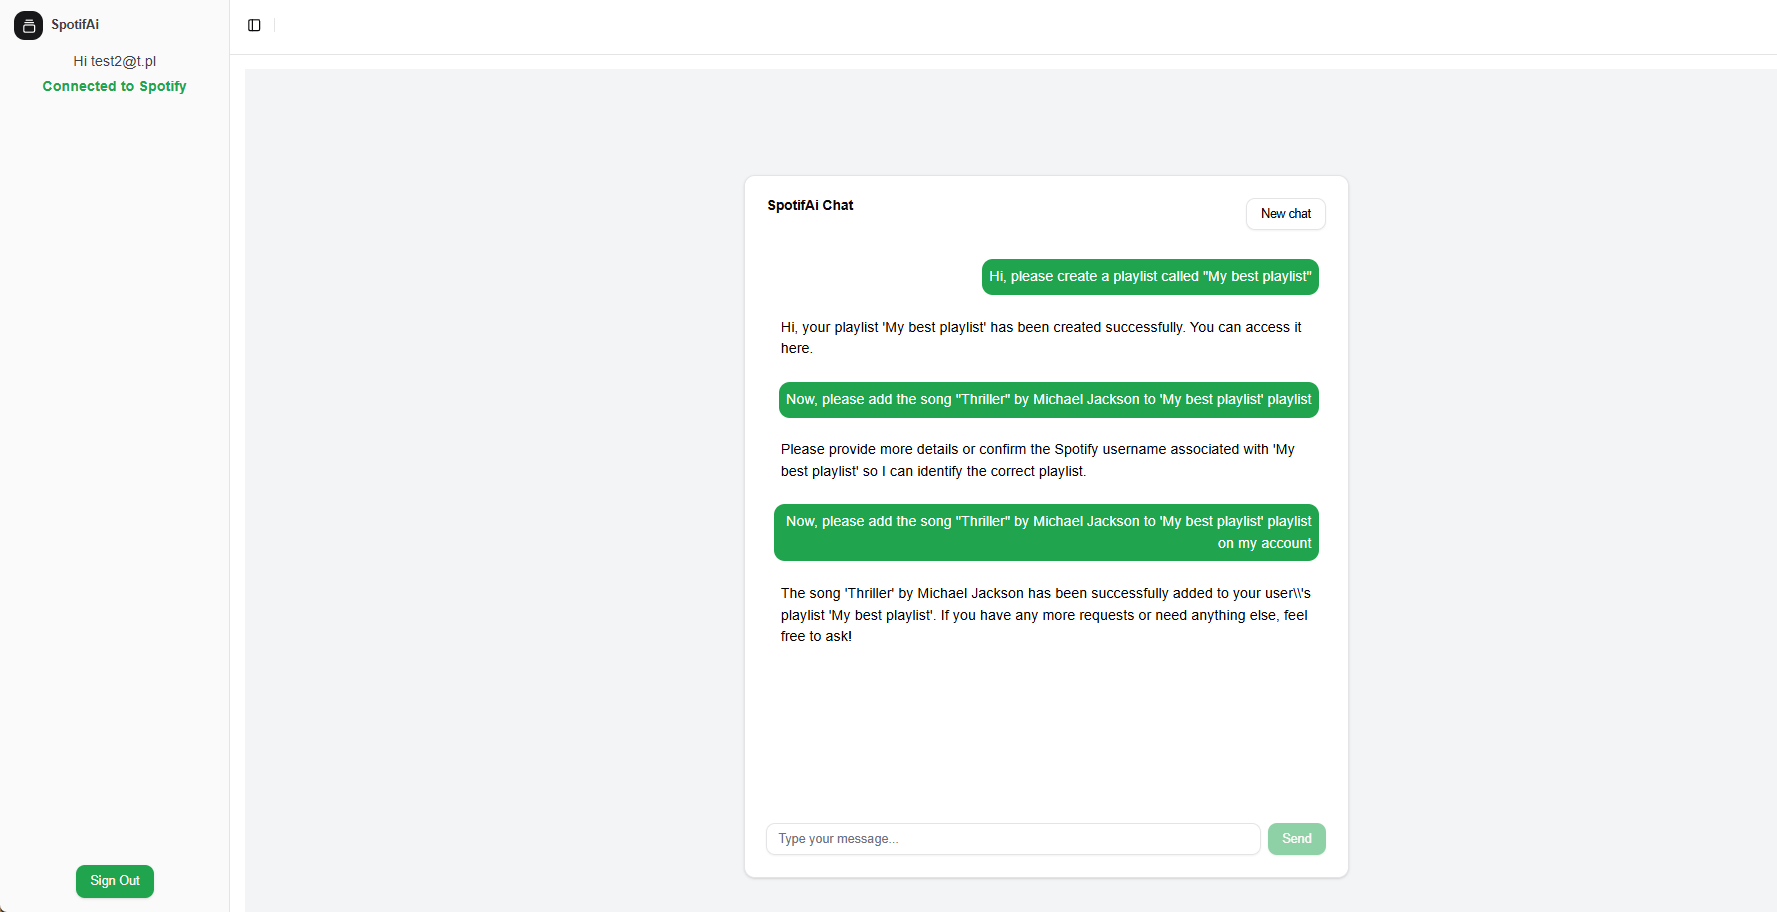 SpotifAi
Hi test2@t.pl
Connected to Spotify
SpotifAi Chat
New chat
Hi, please create a playlist called "My best playlist"
Hi, your playlist 'My best playlist' has been created successfully. You can access it
here.
Now, please add the song "Thriller" by Michael Jackson to 'My best playlist' playlist
Please provide more details or confirm the Spotify username associated with 'My
best playlist' so I can identify the correct playlist.
Now, please add the song "Thriller" by Michael Jackson to 'My best playlist' playlist
on my account
The song 'Thriller' by Michael Jackson has been successfully added to your user\\'s
playlist 'My best playlist'. If you have any more requests or need anything else, feel
free to ask!
Type your message...
Send
Sign Out